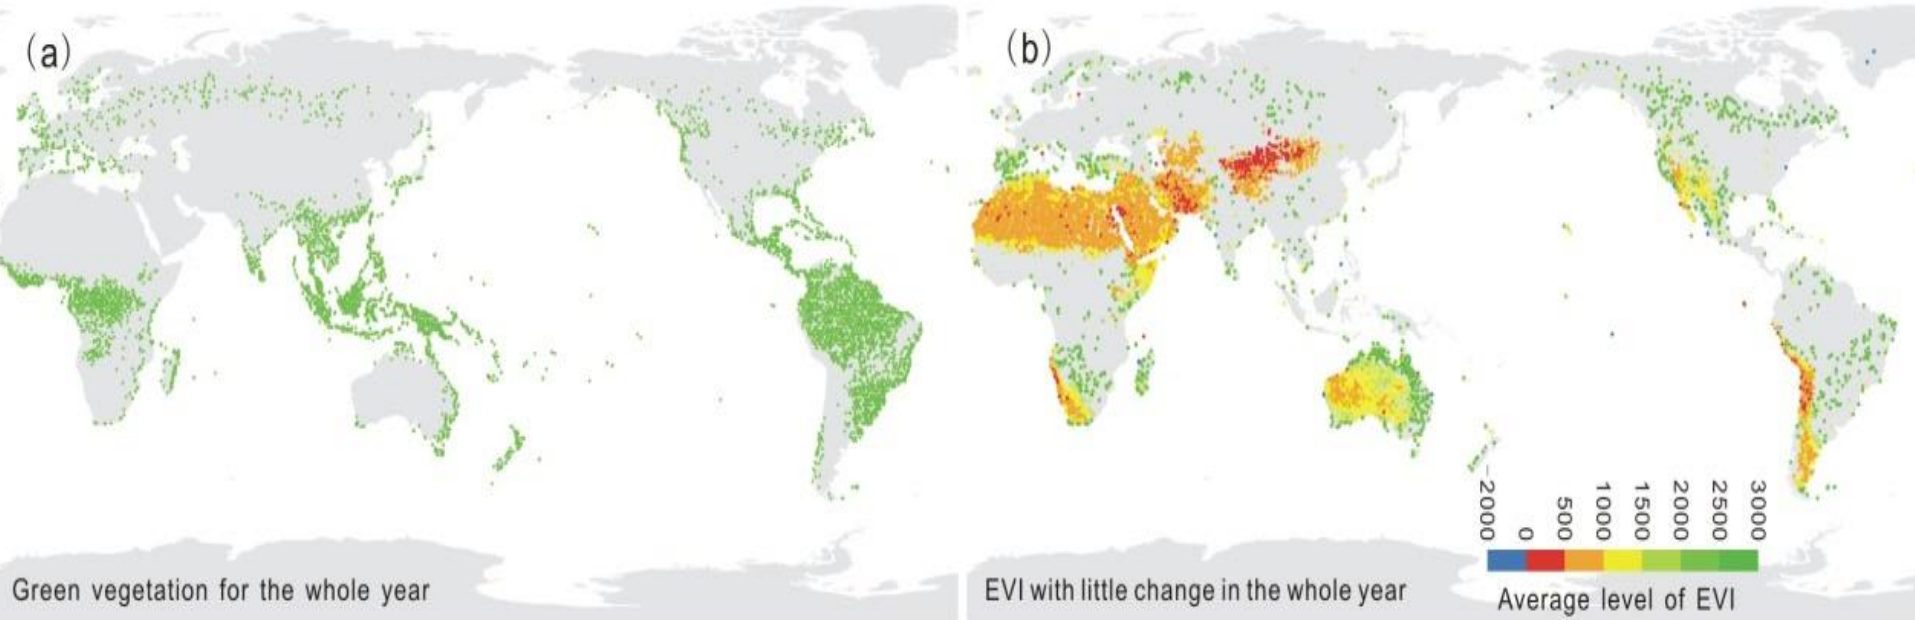 (a)
Green vegetation for the whole year
(b)
-2000
0
500
1000
1500
2000
2500
3000
EVI with little change in the whole year
Average level of EVI